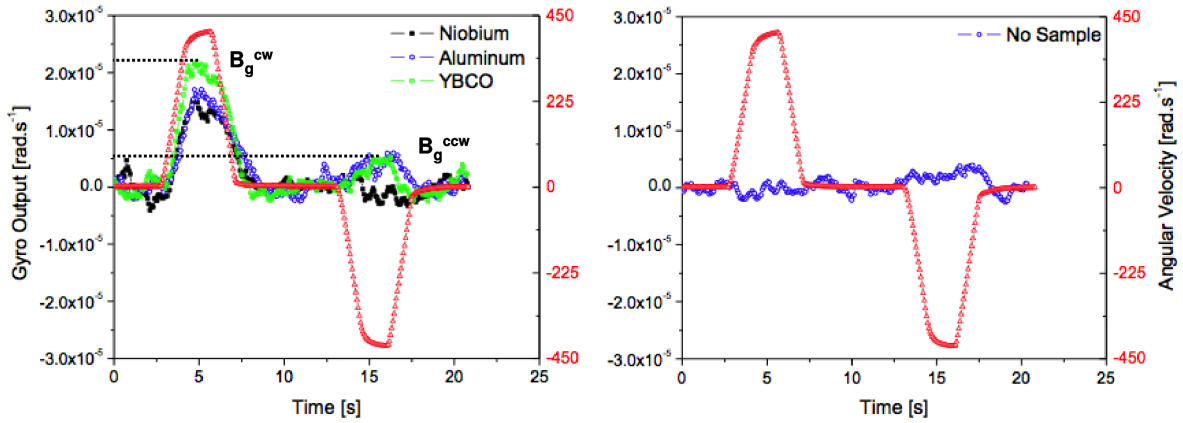 3.0x10⁻⁵
2.0x10⁻⁵
1.0x10⁻⁵
0.0
-1.0x10⁻⁵
-2.0x10⁻⁵
-3.0x10⁻⁵
Gyro Output [rad.s⁻¹]
Niobium
Aluminum
YBCO
B_g^cw
B_g^ccw
450
225
0
-225
-450
0 5 10 15 20 25
Time [s]
3.0x10⁻⁵
2.0x10⁻⁵
1.0x10⁻⁵
0.0
-1.0x10⁻⁵
-2.0x10⁻⁵
-3.0x10⁻⁵
No Sample
450
225
0
-225
-450
Angular Velocity [rad.s⁻¹]
0 5 10 15 20 25
Time [s]